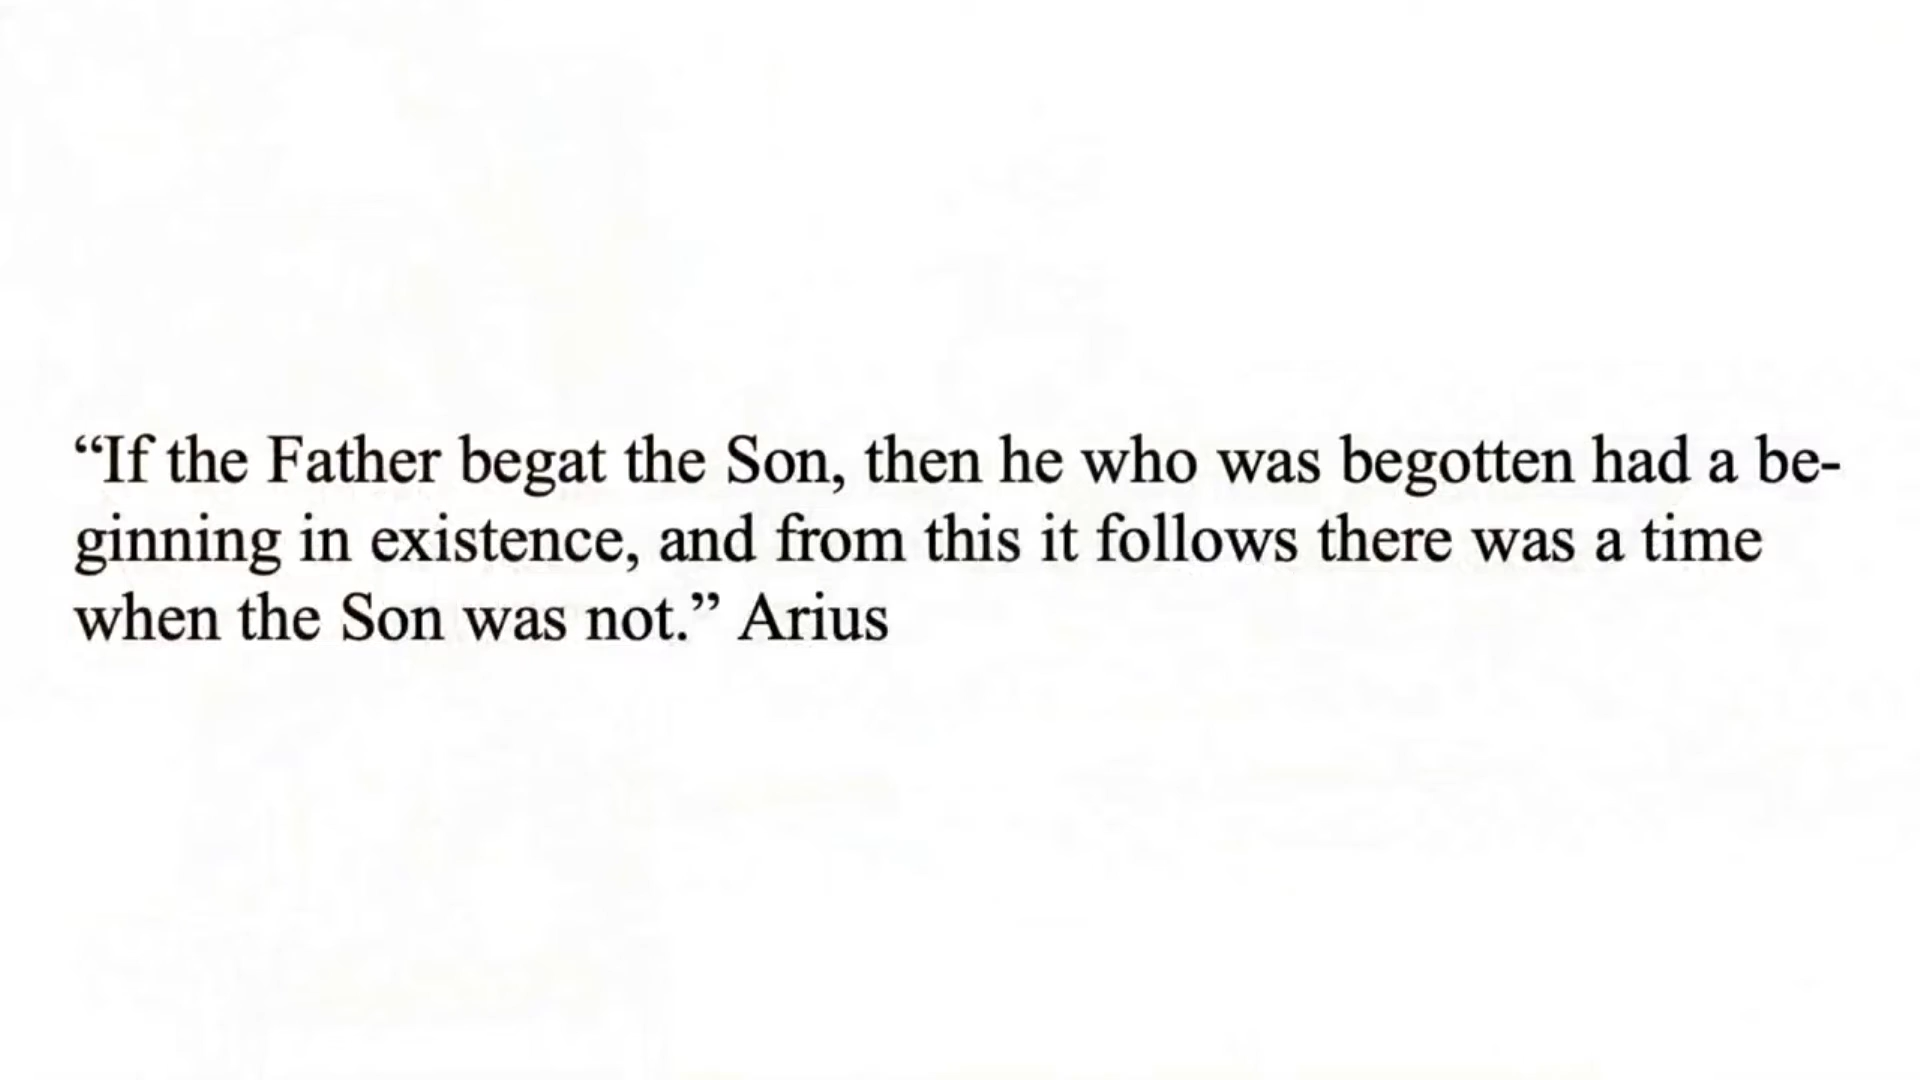 “If the Father begat the Son, then he who was begotten had a be-
ginning in existence, and from this it follows there was a time
when the Son was not.” Arius